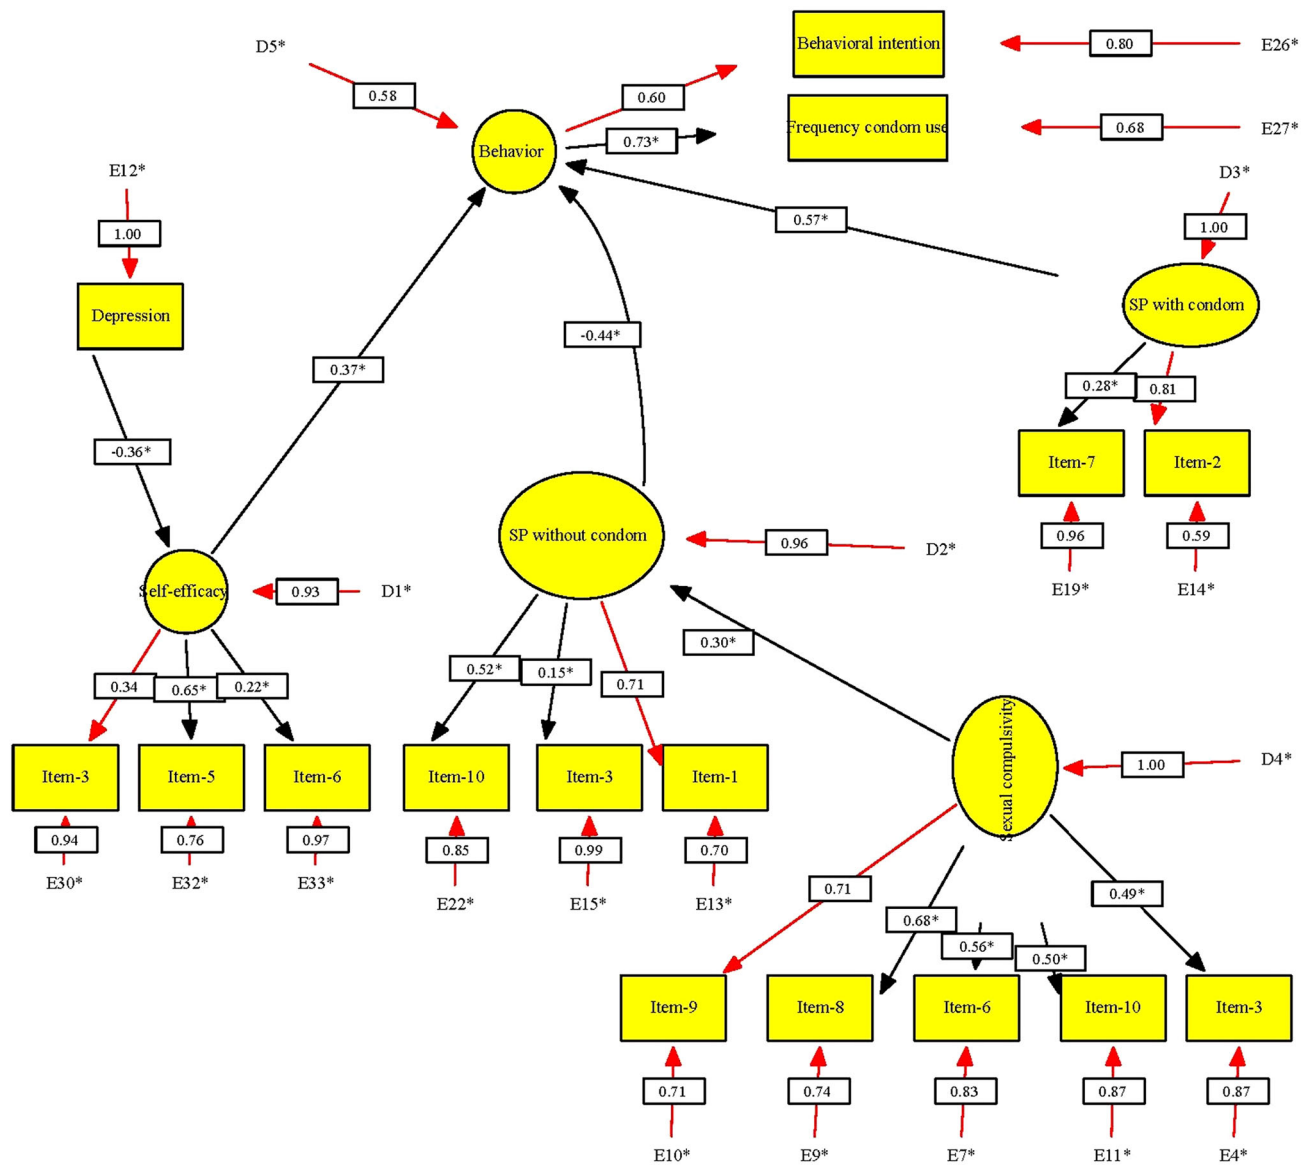 D5*
Behavioral intention
0.80
E26*
0.58
0.60
Frequency condom use
0.68
E27*
Behavior
0.73*
E12*
D3*
1.00
0.57*
1.00
Depression
SP with condom
-0.44*
0.37*
0.28*
0.81
-0.36*
Item-7
Item-2
SP without condom
0.96
D2*
0.96
0.59
Self-efficacy
0.93
D1*
E19*
E14*
0.30*
0.34
0.65*
0.22*
0.52*
0.15*
0.71
Sexual compulsivity
1.00
D4*
Item-3
Item-5
Item-6
Item-10
Item-3
Item-1
0.94
0.76
0.97
0.85
0.99
0.70
E30*
E32*
E33*
E22*
E15*
E13*
0.71
0.68*
0.56*
0.50*
0.49*
Item-9
Item-8
Item-6
Item-10
Item-3
0.71
0.74
0.83
0.87
0.87
E10*
E9*
E7*
E11*
E4*